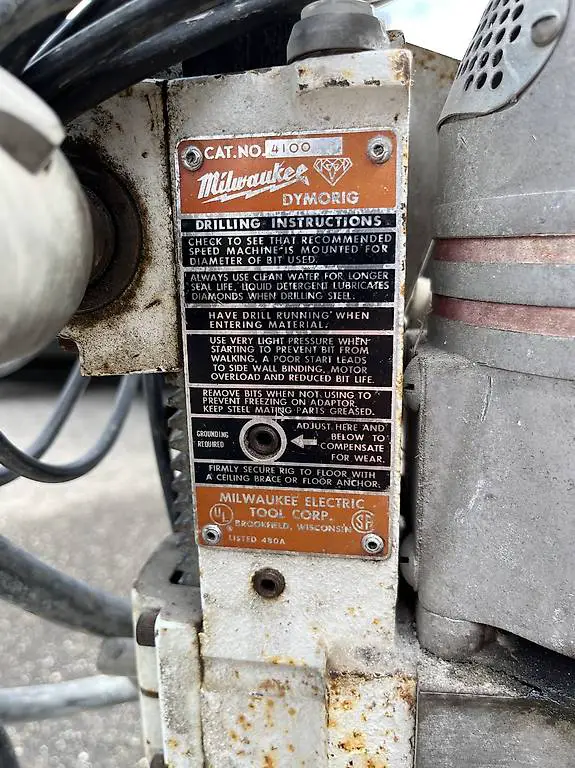 CAT. NO. 4100
Milwaukee
DYMORIG
DRILLING INSTRUCTIONS
CHECK TO SEE THAT RECOMMENDED
SPEED MACHINE IS MOUNTED FOR
DIAMETER OF BIT USED.
ALWAYS USE CLEAN WATER FOR LONGER
SEAL LIFE, LIQUID DETERGENT LUBRICATES
DIAMONDS WHEN DRILLING STEEL.
HAVE DRILL RUNNING WHEN
ENTERING MATERIAL.
USE VERY LIGHT PRESSURE WHEN
STARTING TO PREVENT BIT FROM
WALKING, A POOR START LEADS
TO SIDE WALL BINDING, MOTOR
OVERLOAD AND REDUCED BIT LIFE.
REMOVE BITS WHEN NOT USING TO
PREVENT FREEZING ON ADAPTOR.
KEEP STEEL MATING PARTS GREASED.
GROUNDING
REQUIRED
ADJUST HERE AND
BELOW TO
COMPENSATE
FOR WEAR.
FIRMLY SECURE RIG TO FLOOR WITH
A CEILING BRACE OR FLOOR ANCHOR.
MILWAUKEE ELECTRIC
TOOL CORP.
UL ® BROOKFIELD, WISCONSIN SA
LISTED 480A